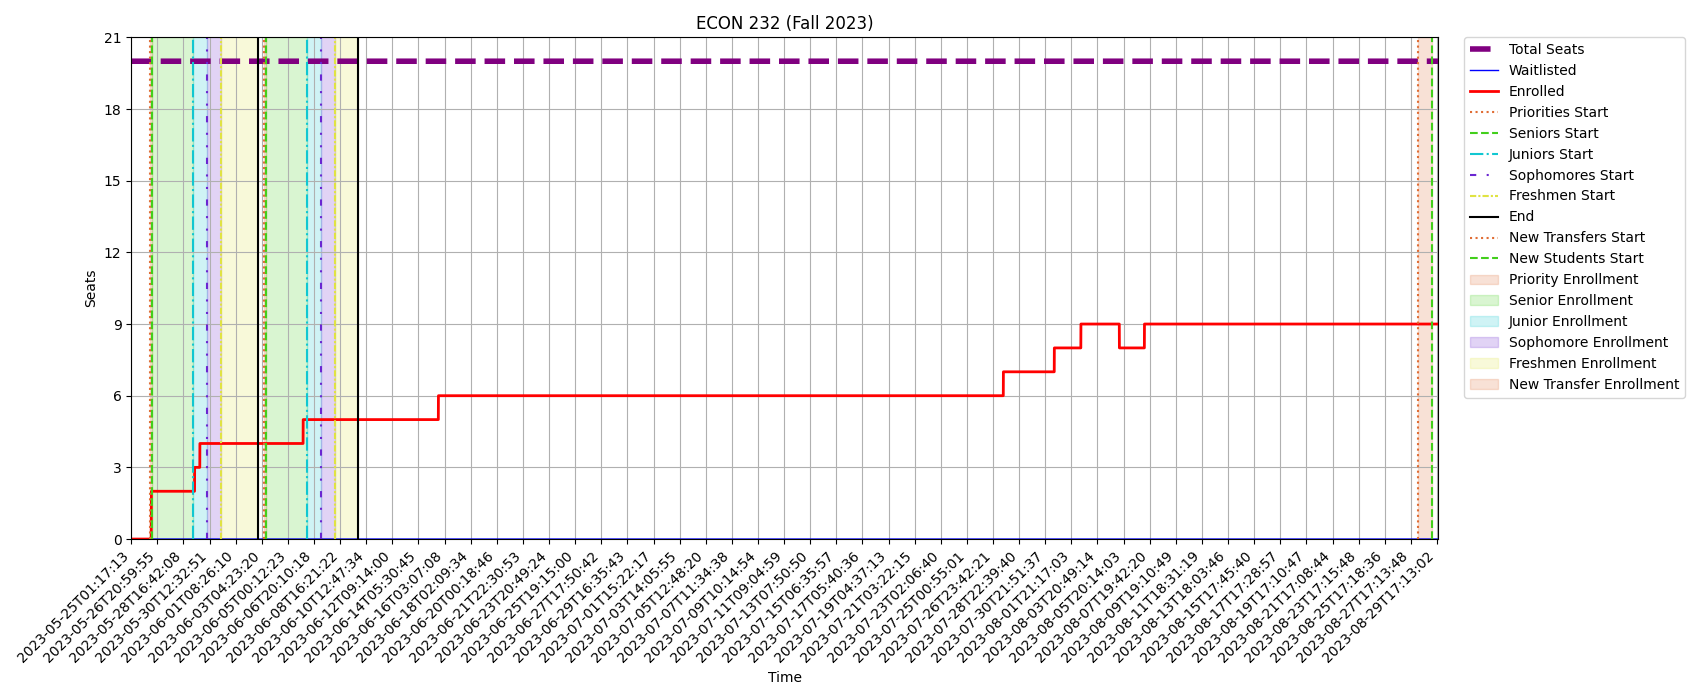 ECON 232 (Fall 2023)
Seats
21
18
15
12
9
6
3
0
2023-05-25T01:17:13
2023-05-26T20:59:55
2023-05-28T16:42:08
2023-05-30T12:32:51
2023-06-01T08:26:10
2023-06-03T04:23:20
2023-06-05T00:12:23
2023-06-06T20:10:18
2023-06-08T16:21:22
2023-06-10T12:47:34
2023-06-12T09:14:00
2023-06-14T05:30:45
2023-06-16T03:07:08
2023-06-18T02:09:34
2023-06-20T00:18:46
2023-06-21T22:30:53
2023-06-23T20:49:24
2023-06-25T19:15:00
2023-06-27T17:50:42
2023-06-29T16:35:43
2023-07-01T15:22:17
2023-07-03T14:05:55
2023-07-05T12:48:20
2023-07-07T11:34:38
2023-07-09T10:14:54
2023-07-11T09:04:59
2023-07-13T07:50:50
2023-07-15T06:35:57
2023-07-17T05:40:36
2023-07-19T04:37:13
2023-07-21T03:22:15
2023-07-23T02:06:40
2023-07-25T00:55:01
2023-07-26T23:42:21
2023-07-28T22:39:40
2023-07-30T21:51:37
2023-08-01T21:17:03
2023-08-03T20:49:14
2023-08-05T20:14:03
2023-08-07T19:42:20
2023-08-09T19:10:49
2023-08-11T18:31:19
2023-08-13T18:03:46
2023-08-15T17:45:40
2023-08-17T17:28:57
2023-08-19T17:10:47
2023-08-21T17:08:44
2023-08-23T17:15:48
2023-08-25T17:18:36
2023-08-27T17:13:48
2023-08-29T17:13:02
Time
Total Seats
Waitlisted
Enrolled
Priorities Start
Seniors Start
Juniors Start
Sophomores Start
Freshmen Start
End
New Transfers Start
New Students Start
Priority Enrollment
Senior Enrollment
Junior Enrollment
Sophomore Enrollment
Freshmen Enrollment
New Transfer Enrollment